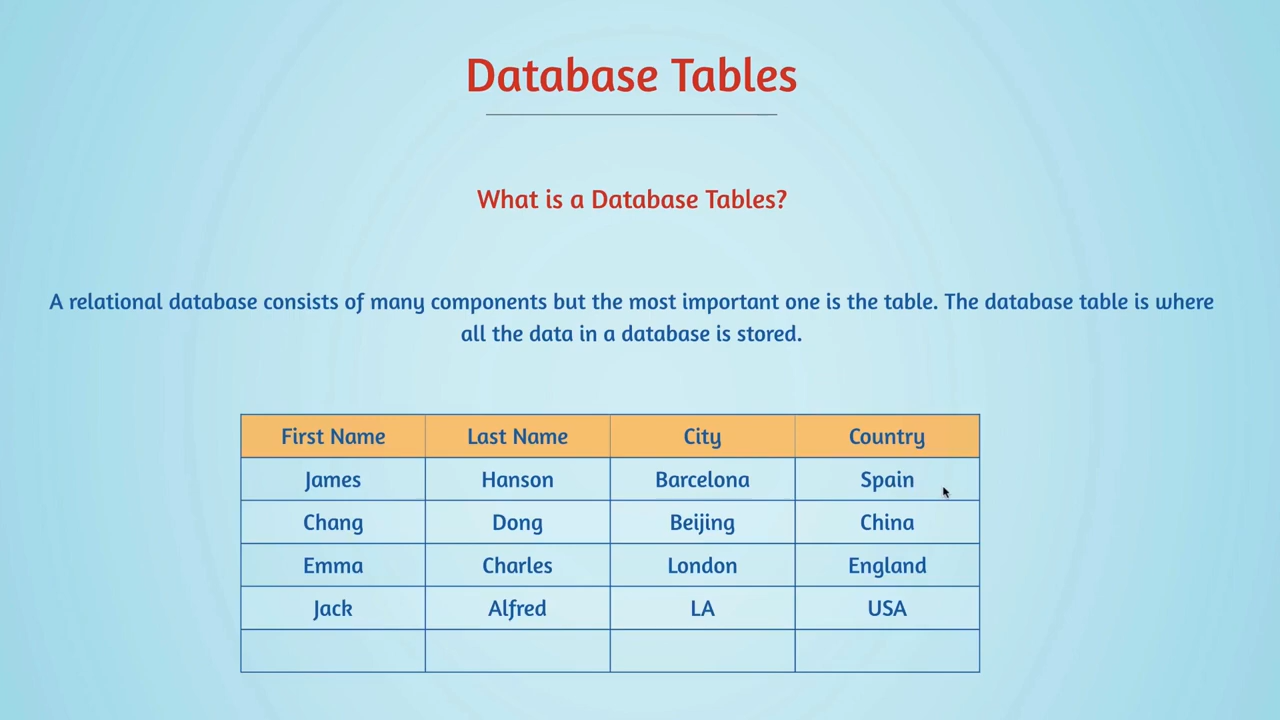 Database Tables
What is a Database Tables?
A relational database consists of many components but the most important one is the table. The database table is where
all the data in a database is stored.
First Name Last Name City Country
James Hanson Barcelona Spain
Chang Dong Beijing China
Emma Charles London England
Jack Alfred LA USA